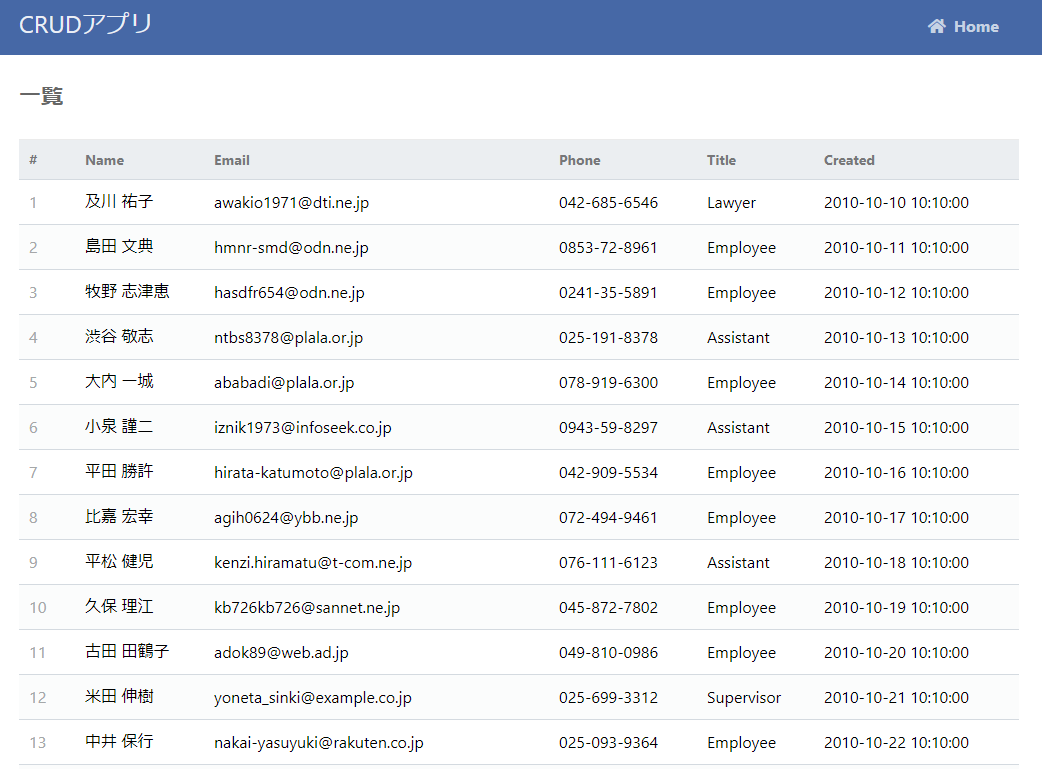 CRUDアプリ Home
一覧
# Name Email Phone Title Created
1 及川 祐子 awakio1971@dti.ne.jp 042-685-6546 Lawyer 2010-10-10 10:10:00
2 島田 文典 hmnr-smd@odn.ne.jp 0853-72-8961 Employee 2010-10-11 10:10:00
3 牧野 志津恵 hasdfr654@odn.ne.jp 0241-35-5891 Employee 2010-10-12 10:10:00
4 渋谷 敬志 ntbs8378@plala.or.jp 025-191-8378 Assistant 2010-10-13 10:10:00
5 大内 一城 ababadi@plala.or.jp 078-919-6300 Employee 2010-10-14 10:10:00
6 小泉 謹二 iznik1973@infoseek.co.jp 0943-59-8297 Assistant 2010-10-15 10:10:00
7 平田 勝許 hirata-katumoto@plala.or.jp 042-909-5534 Employee 2010-10-16 10:10:00
8 比嘉 宏幸 agih0624@ybb.ne.jp 072-494-9461 Employee 2010-10-17 10:10:00
9 平松 健児 kenzi.hiramatu@t-com.ne.jp 076-111-6123 Assistant 2010-10-18 10:10:00
10 久保 理江 kb726kb726@sannet.ne.jp 045-872-7802 Employee 2010-10-19 10:10:00
11 古田 田鶴子 adok89@web.ad.jp 049-810-0986 Employee 2010-10-20 10:10:00
12 米田 伸樹 yoneta_sinki@example.co.jp 025-699-3312 Supervisor 2010-10-21 10:10:00
13 中井 保行 nakai-yasuyuki@rakuten.co.jp 025-093-9364 Employee 2010-10-22 10:10:00